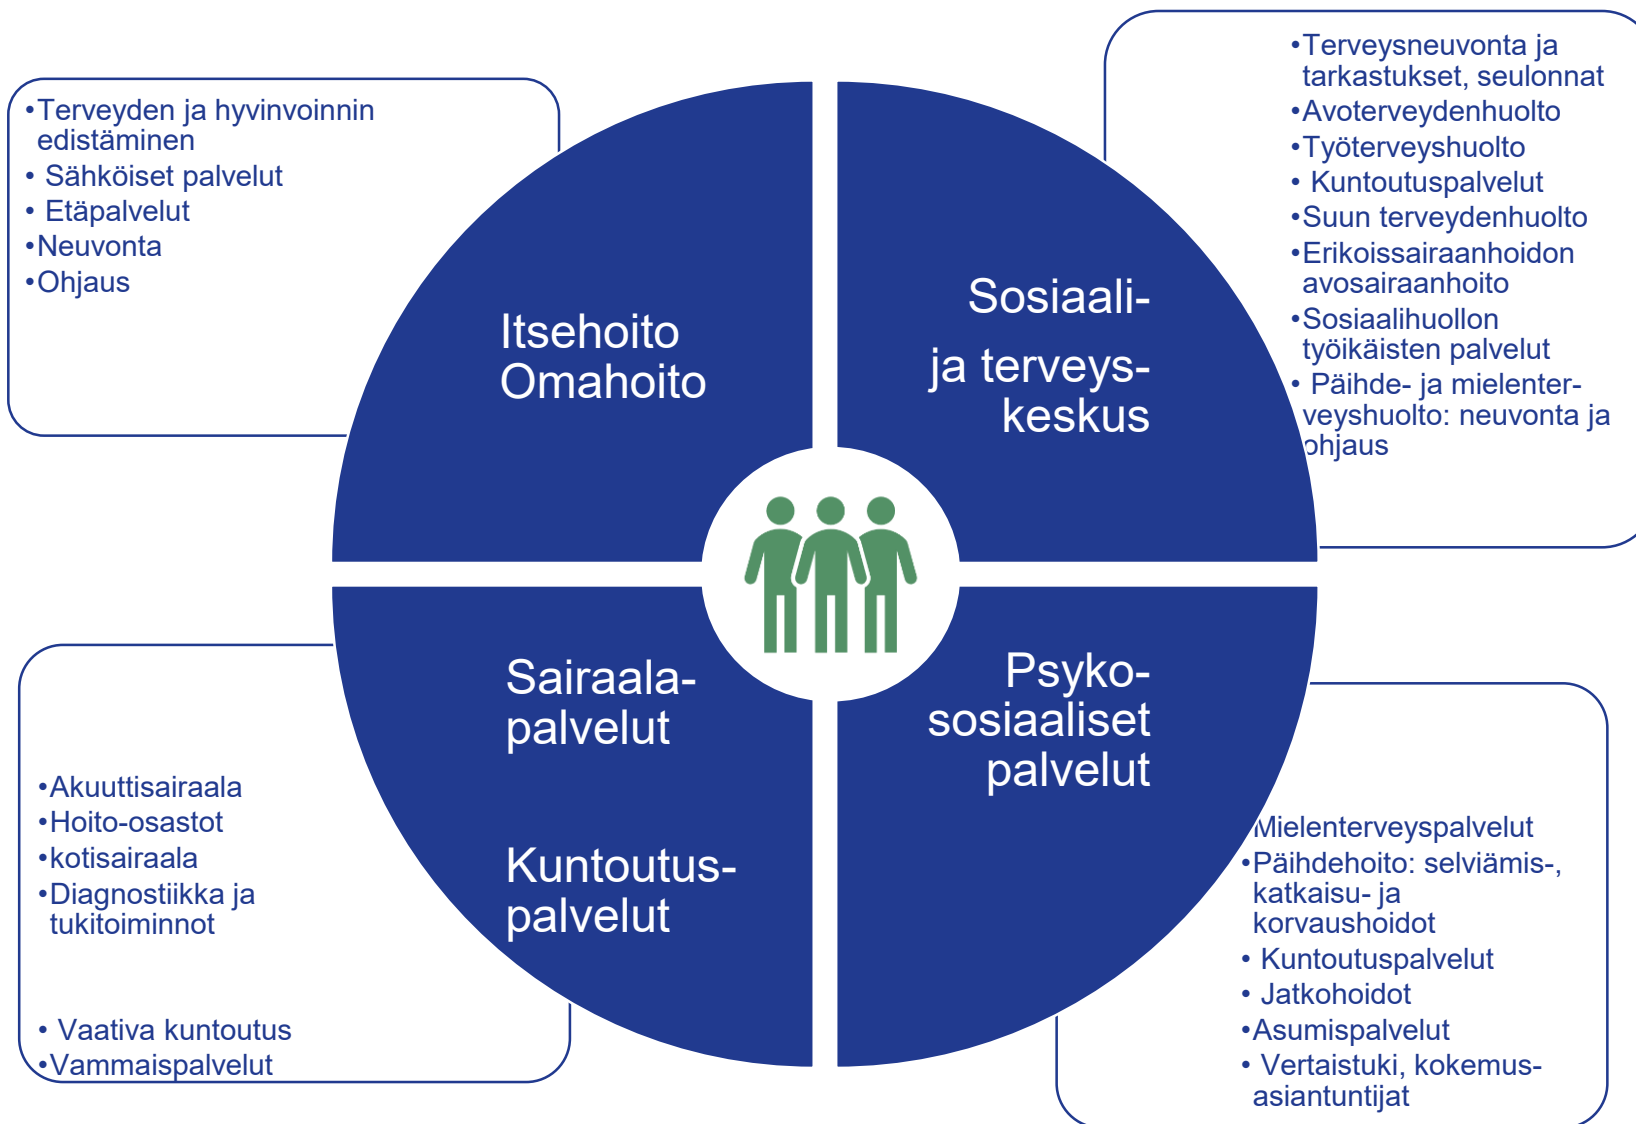 •Terveyden ja hyvinvoinnin
edistäminen
• Sähköiset palvelut
• Etäpalvelut
•Neuvonta
•Ohjaus
Itsehoito
Omahoito
Sosiaali-
ja terveys-
keskus
•Terveysneuvonta ja
tarkastukset, seulonnat
•Avoterveydenhuolto
•Työterveyshuolto
• Kuntoutuspalvelut
•Suun terveydenhuolto
•Erikoissairaanhoidon
avosairaanhoito
•Sosiaalihuollon
työikäisten palvelut
• Päihde- ja mielenter-
veyshuolto: neuvonta ja
ohjaus
•Akuuttisairaala
•Hoito-osastot
•kotisairaala
•Diagnostiikka ja
tukitoiminnot
• Vaativa kuntoutus
•Vammaispalvelut
Sairaala-
palvelut
Kuntoutus-
palvelut
Psyko-
sosiaaliset
palvelut
Mielenterveyspalvelut
•Päihdehoito: selviämis-,
katkaisu- ja
korvaushoidot
• Kuntoutuspalvelut
• Jatkohoidot
•Asumispalvelut
• Vertaistuki, kokemus-
asiantuntijat